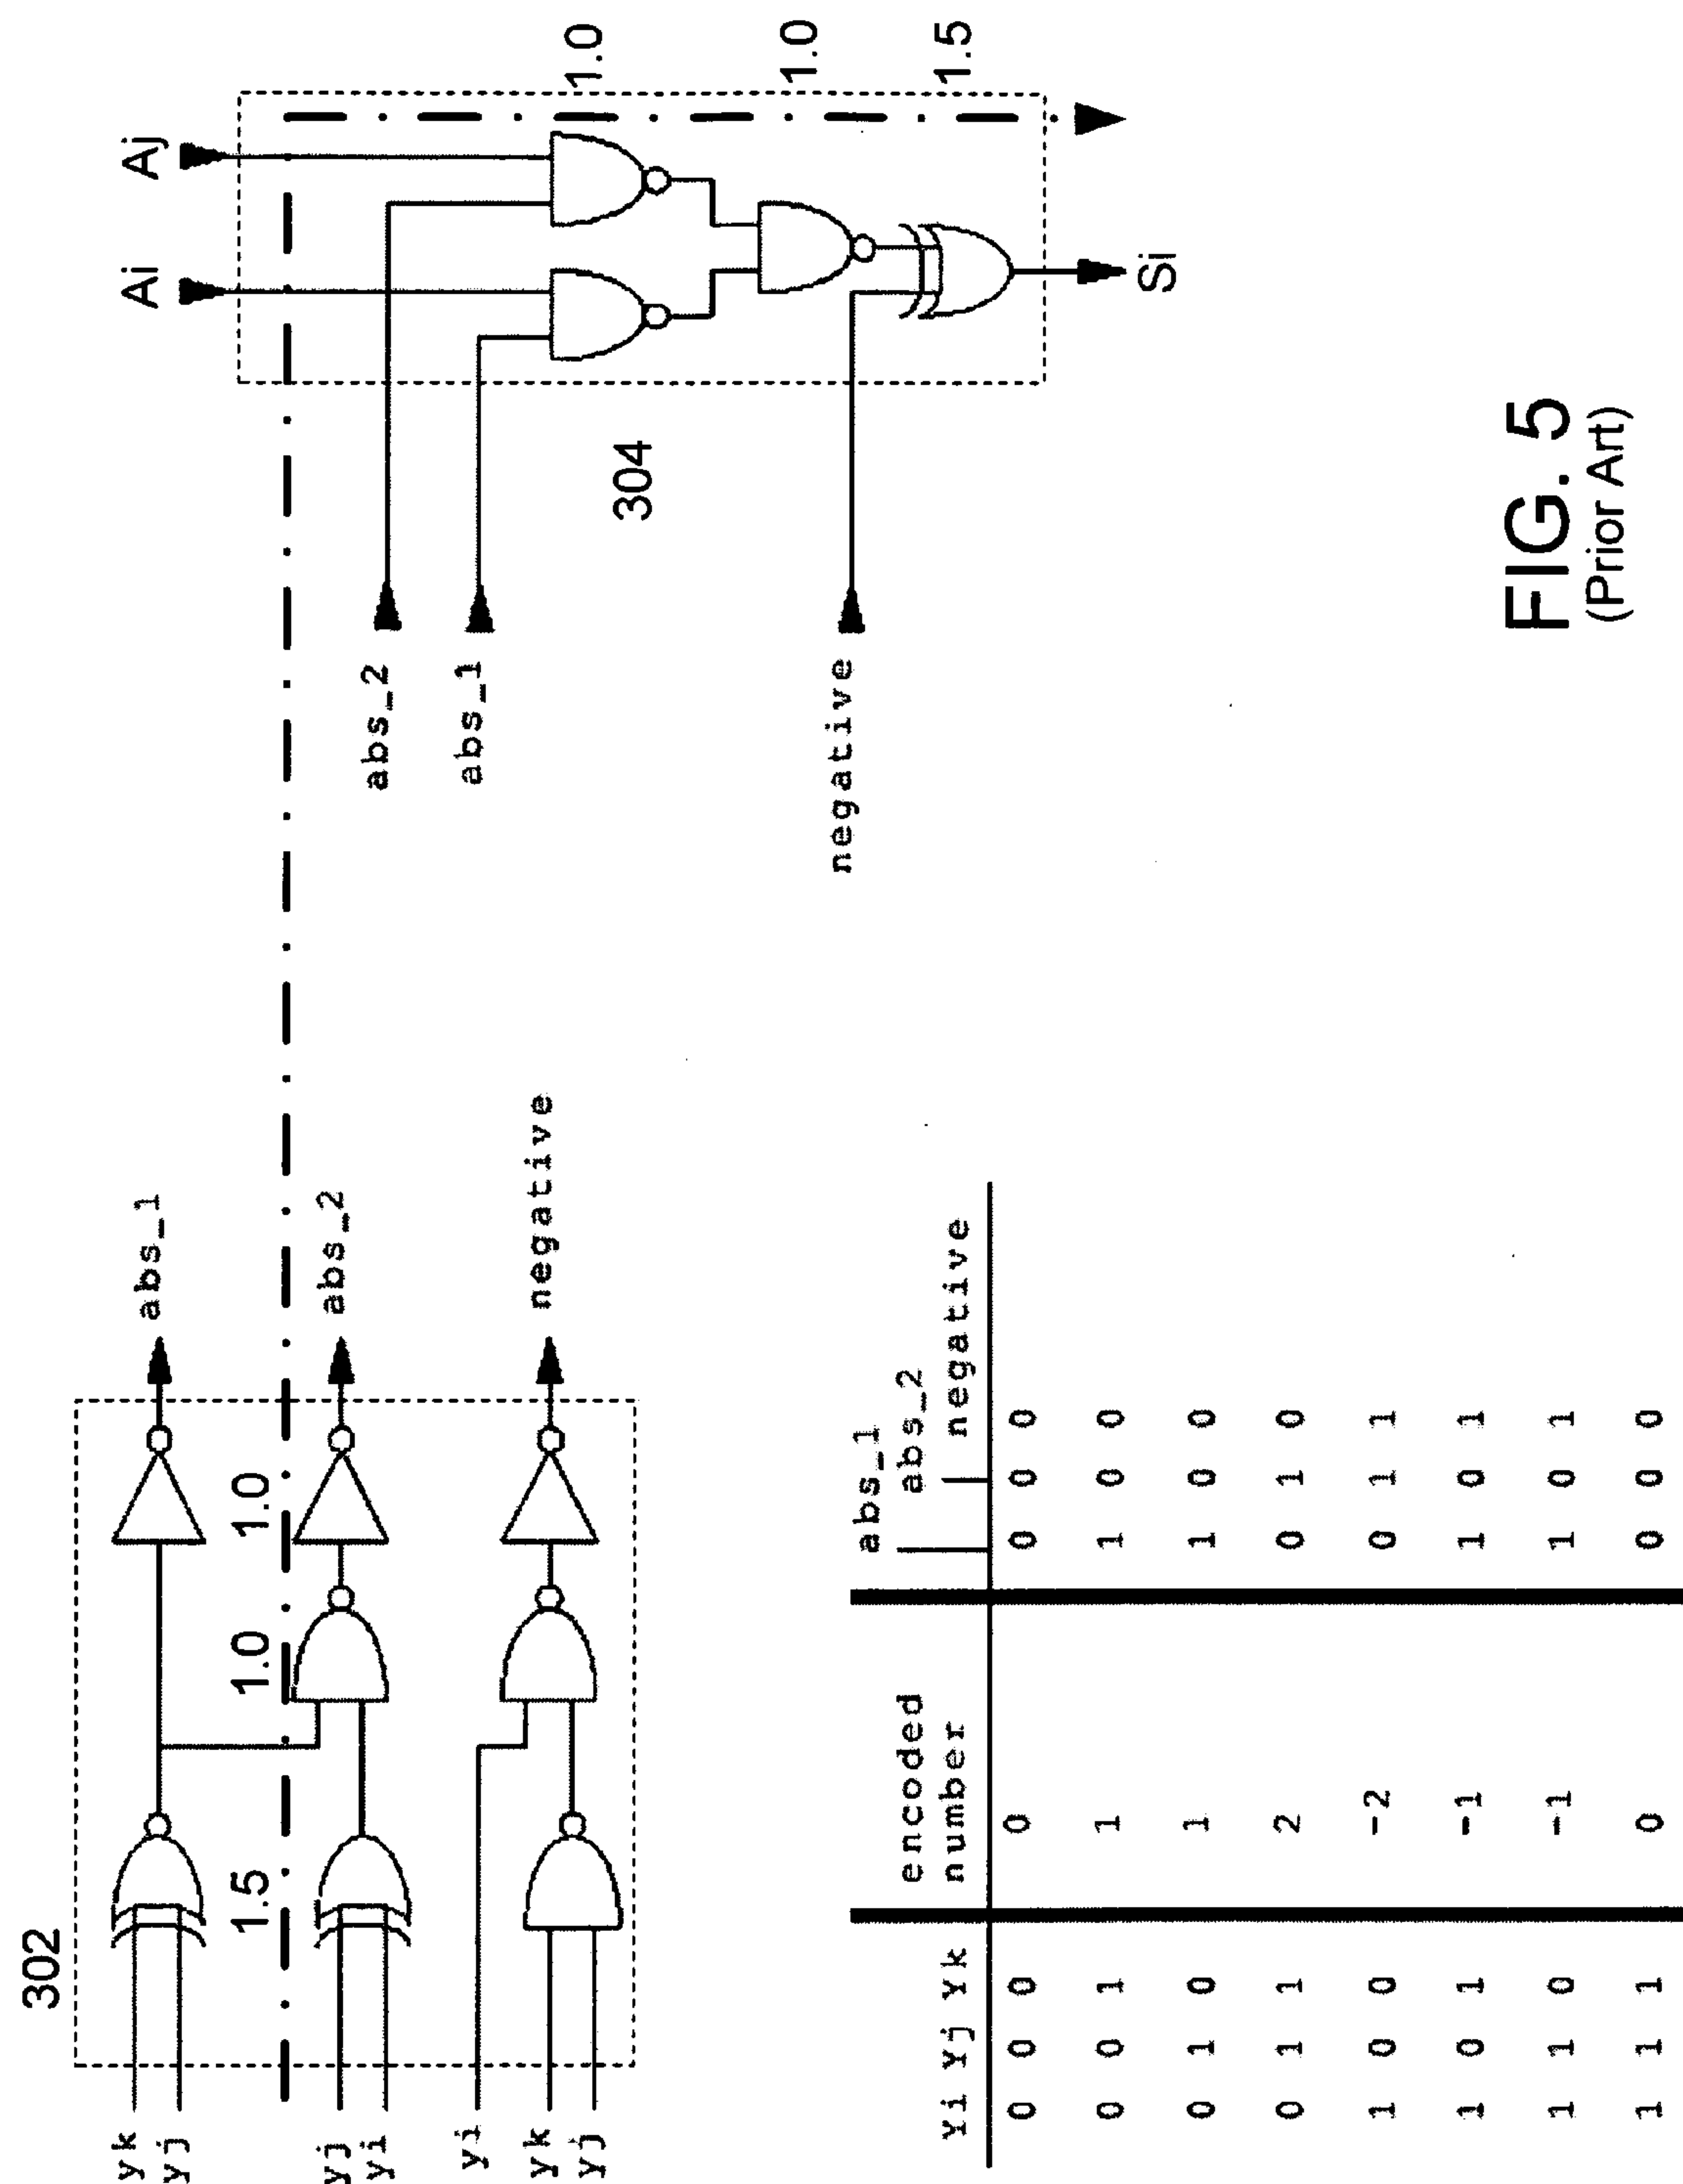 302
yk
yj
1.5
1.0
1.0
abs_1
yj
yi
abs_2
yi
yk
yj
negative
Ai
Aj
abs_2
abs_1
304
negative
1.0
1.0
1.5
Si
abs_1
encoded abs_2
Yi Yj Yk number negative
0 0 0 0 0 0 0
0 0 1 1 1 0 0
0 1 0 1 1 0 0
0 1 1 2 0 1 0
1 0 0 -2 0 1 1
1 0 1 -1 1 0 1
1 1 0 -1 1 0 1
1 1 1 0 0 0 0
FIG. 5
(Prior Art)